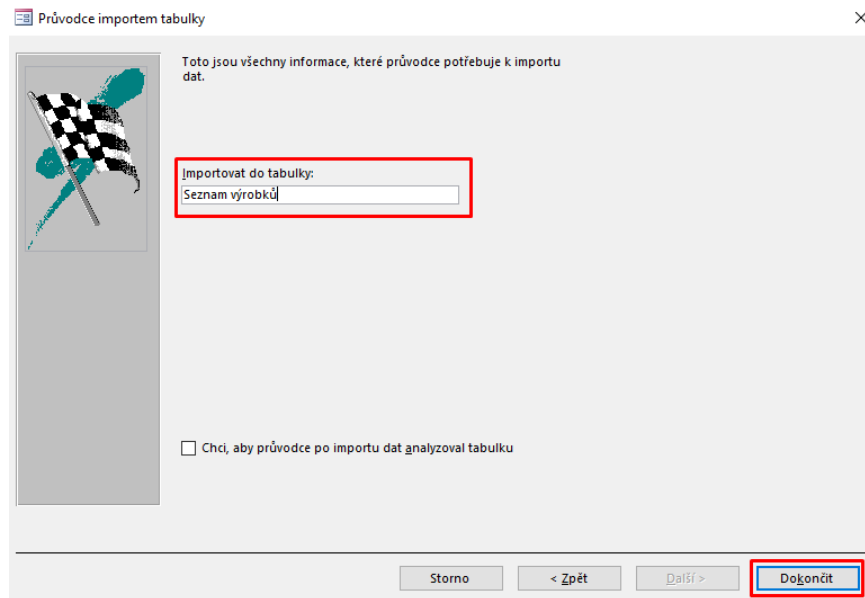 Průvodce importem tabulky
Toto jsou všechny informace, které průvodce potřebuje k importu
dat.
Importovat do tabulky:
Seznam výrobků
Chci, aby průvodce po importu dat analyzoval tabulku
Storno
< Zpět
Další >
Dokončit